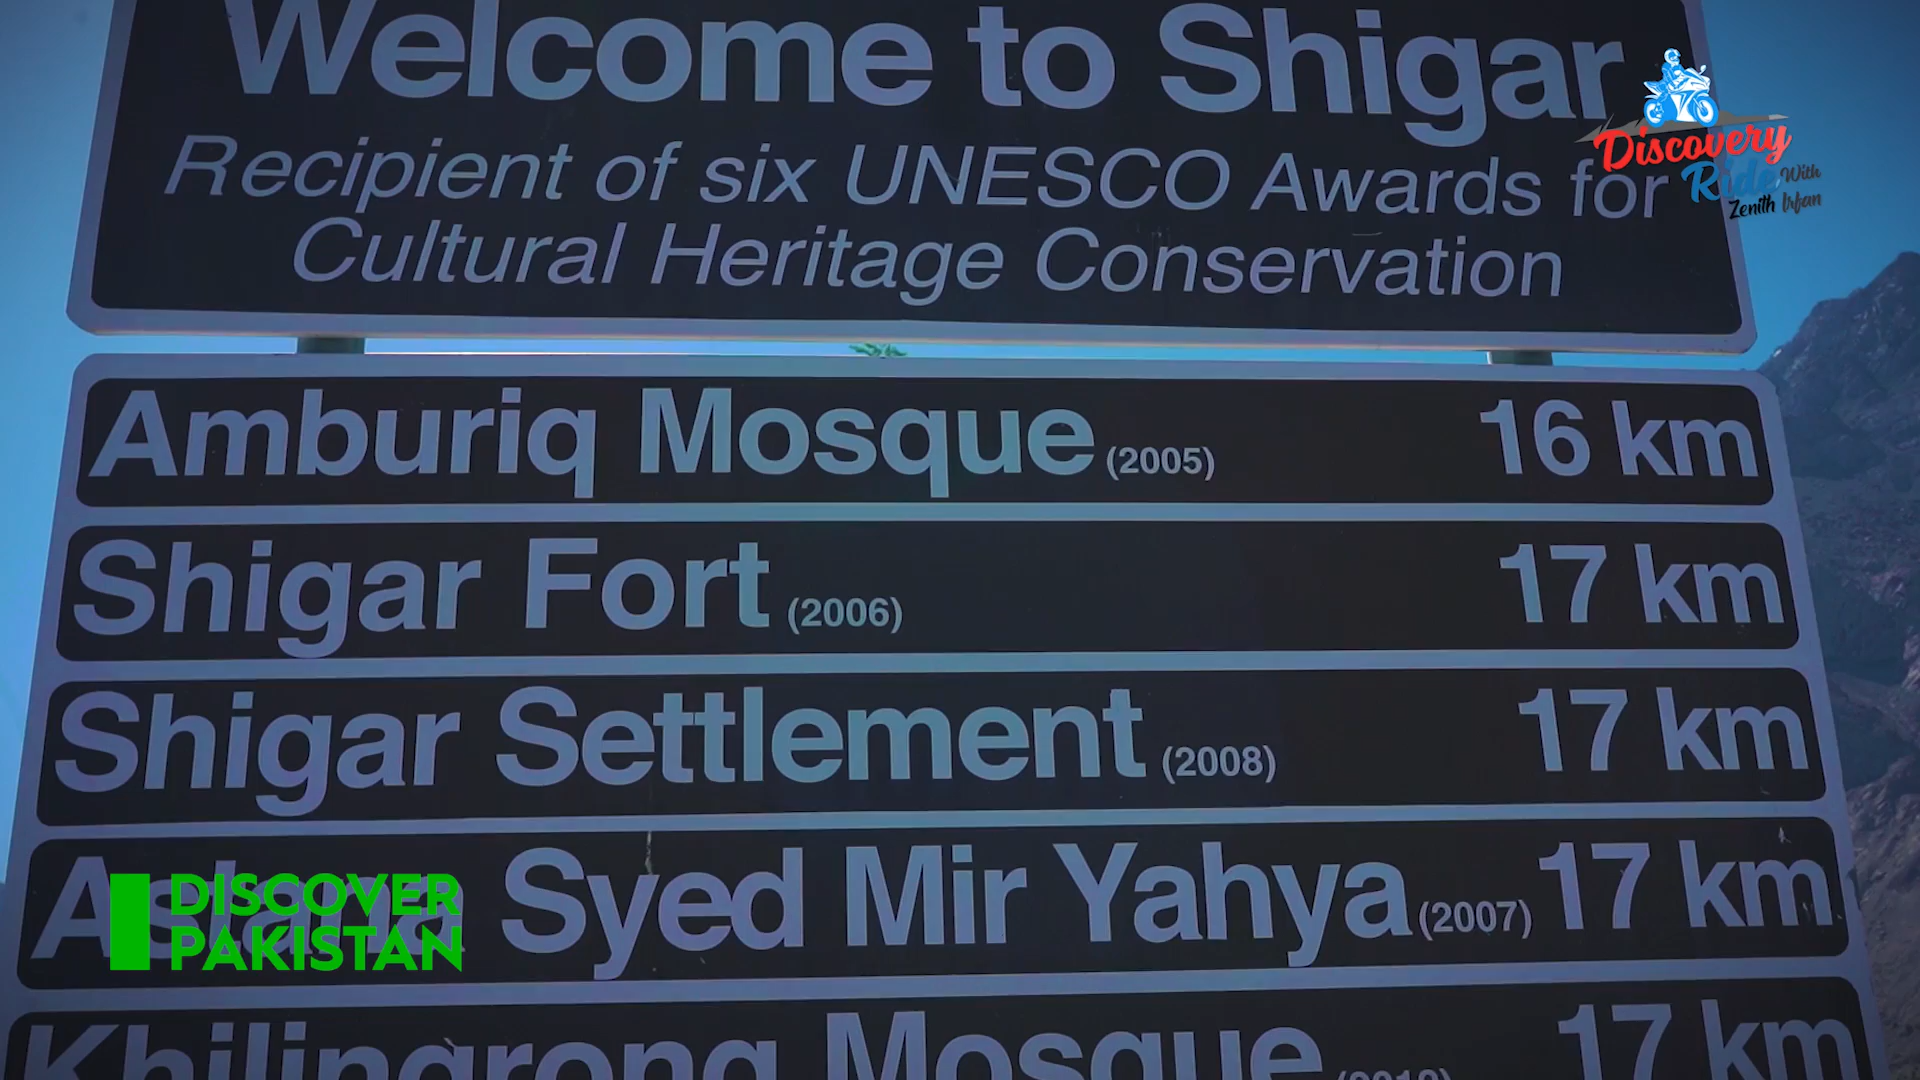 Welcome to Shigar
Recipient of six UNESCO Awards for
Cultural Heritage Conservation
Discovery
Ride With
Zenith Irfan
Amburiq Mosque (2005) 16 km
Shigar Fort (2006) 17 km
Shigar Settlement (2008) 17 km
Astana Syed Mir Yahya (2007) 17 km
DISCOVER
PAKISTAN
Khilingrong Mosque 17 km